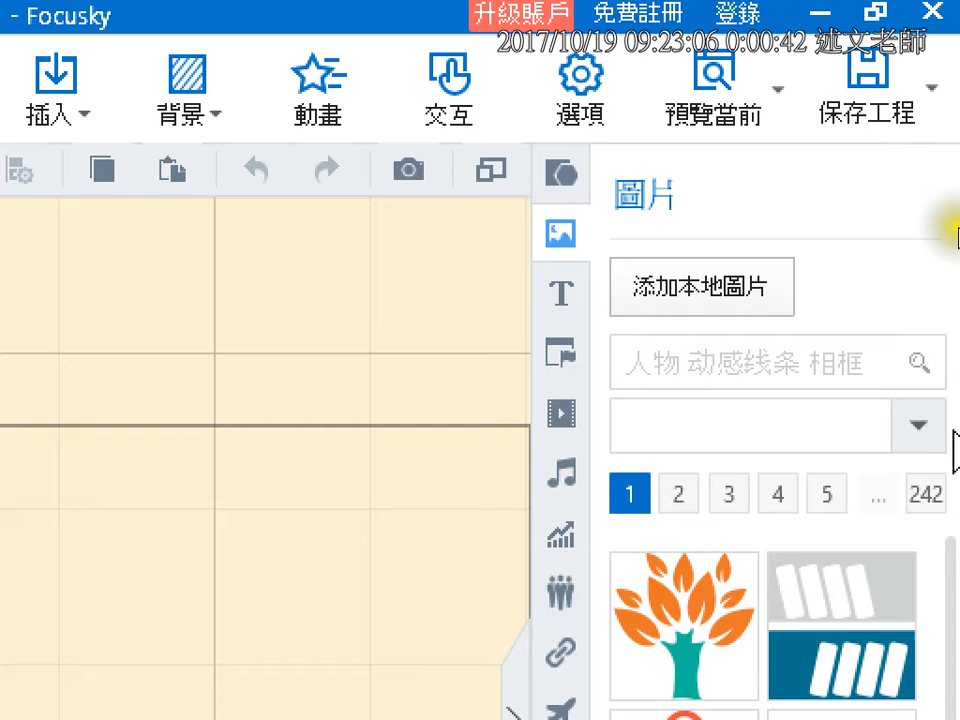 - Focusky 升級賬戶 免費註冊 登錄
2017/10/19 09:23:06 0:00:42 述文老師
插入 背景 動畫 交互 選項 預覽當前 保存工程
圖片
T
添加本地圖片
人物 动感线条 相框
1 2 3 4 5 ... 242